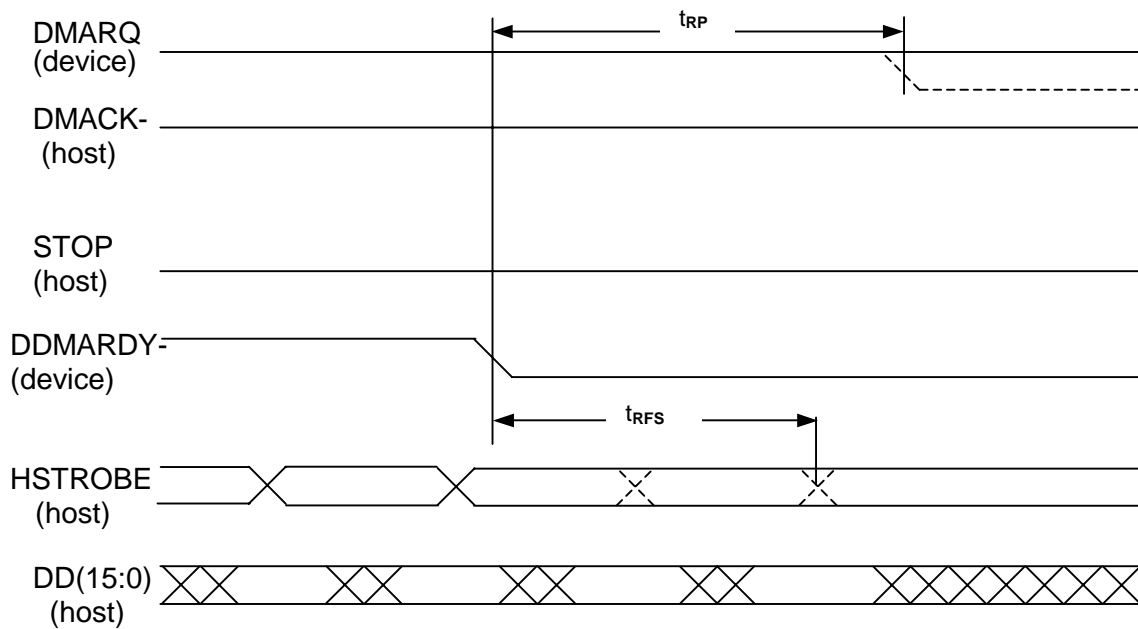 DMARQ
(device)
tRP
DMACK-
(host)
STOP
(host)
DDMARDY-
(device)
tRFS
HSTROBE
(host)
DD(15:0)
(host)